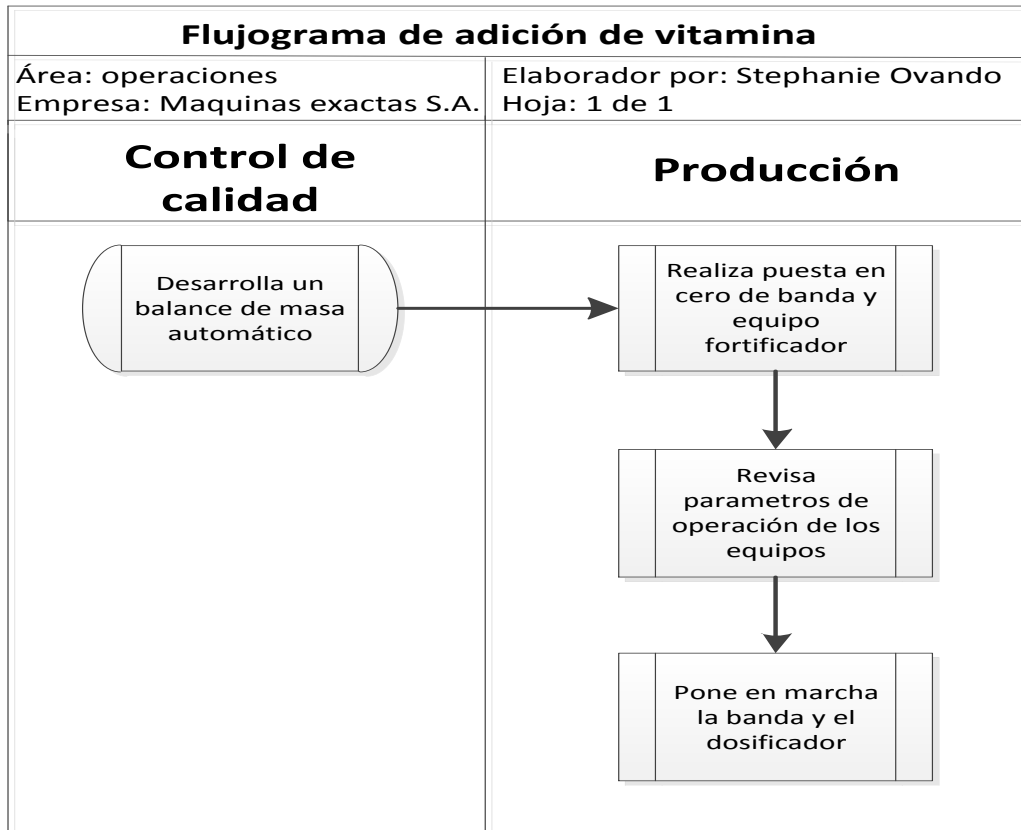 Flujograma de adición de vitamina
Área: operaciones
Empresa: Maquinas exactas S.A.
Elaborador por: Stephanie Ovando
Hoja: 1 de 1
Control de
calidad
Producción
Desarrolla un
balance de masa
automático
Realiza puesta en
cero de banda y
equipo
fortificador
Revisa
parametros de
operación de los
equipos
Pone en marcha
la banda y el
dosificador